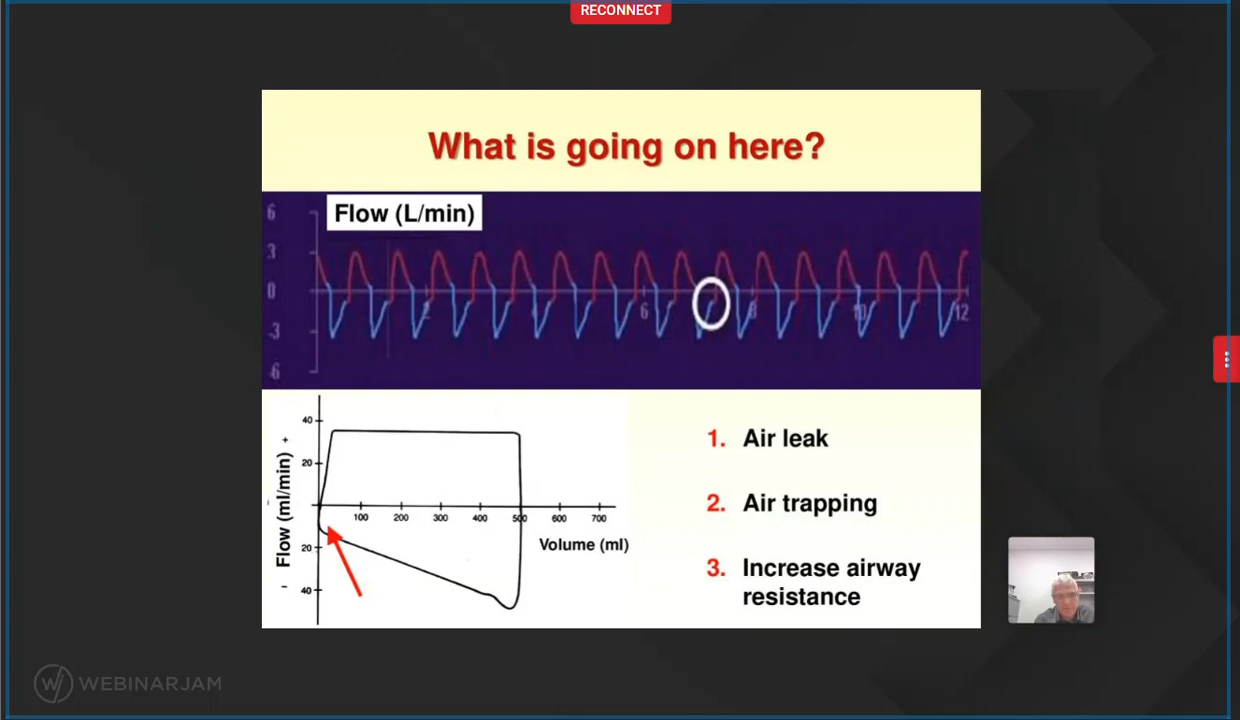 RECONNECT
What is going on here?
Flow (L/min)
6
3
0
-3
-6
2
4
6
8
10
12
Flow (ml/min)
- +
40
20
20
40
100 200 300 400 500 600 700
Volume (ml)
1. Air leak
2. Air trapping
3. Increase airway
resistance
WEBINARJAM